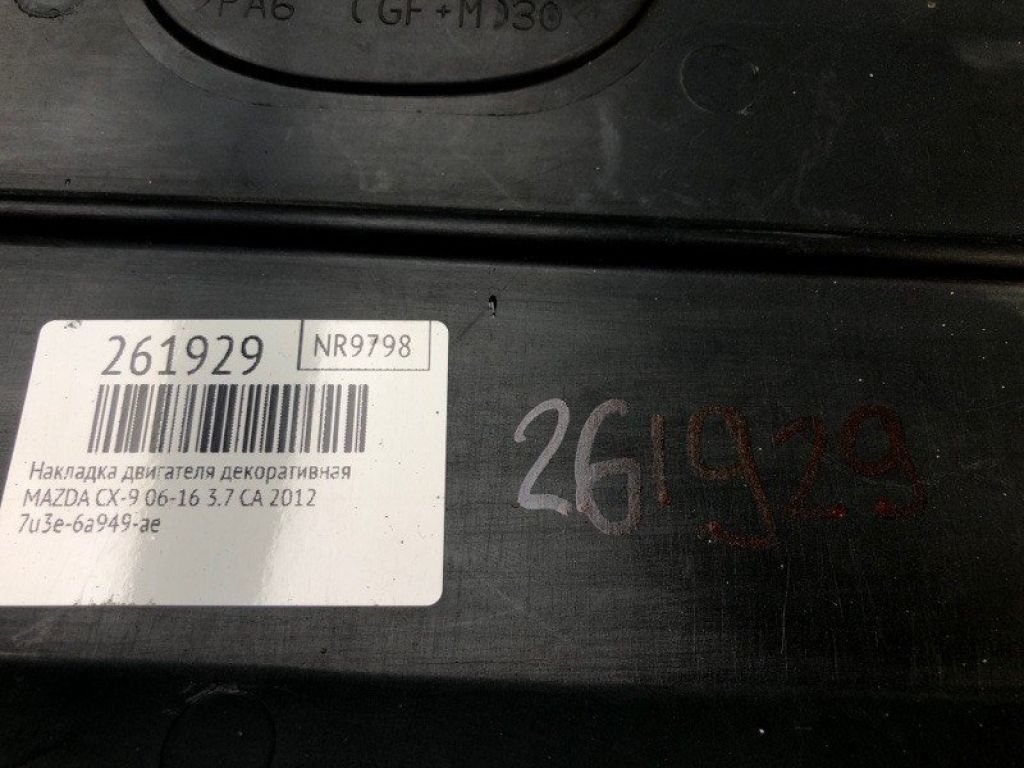 >PA6 (GF+M)30<
261929
NR9798
Накладка двигателя декоративная
MAZDA CX-9 06-16 3.7 CA 2012
7u3e-6a949-ae
261929